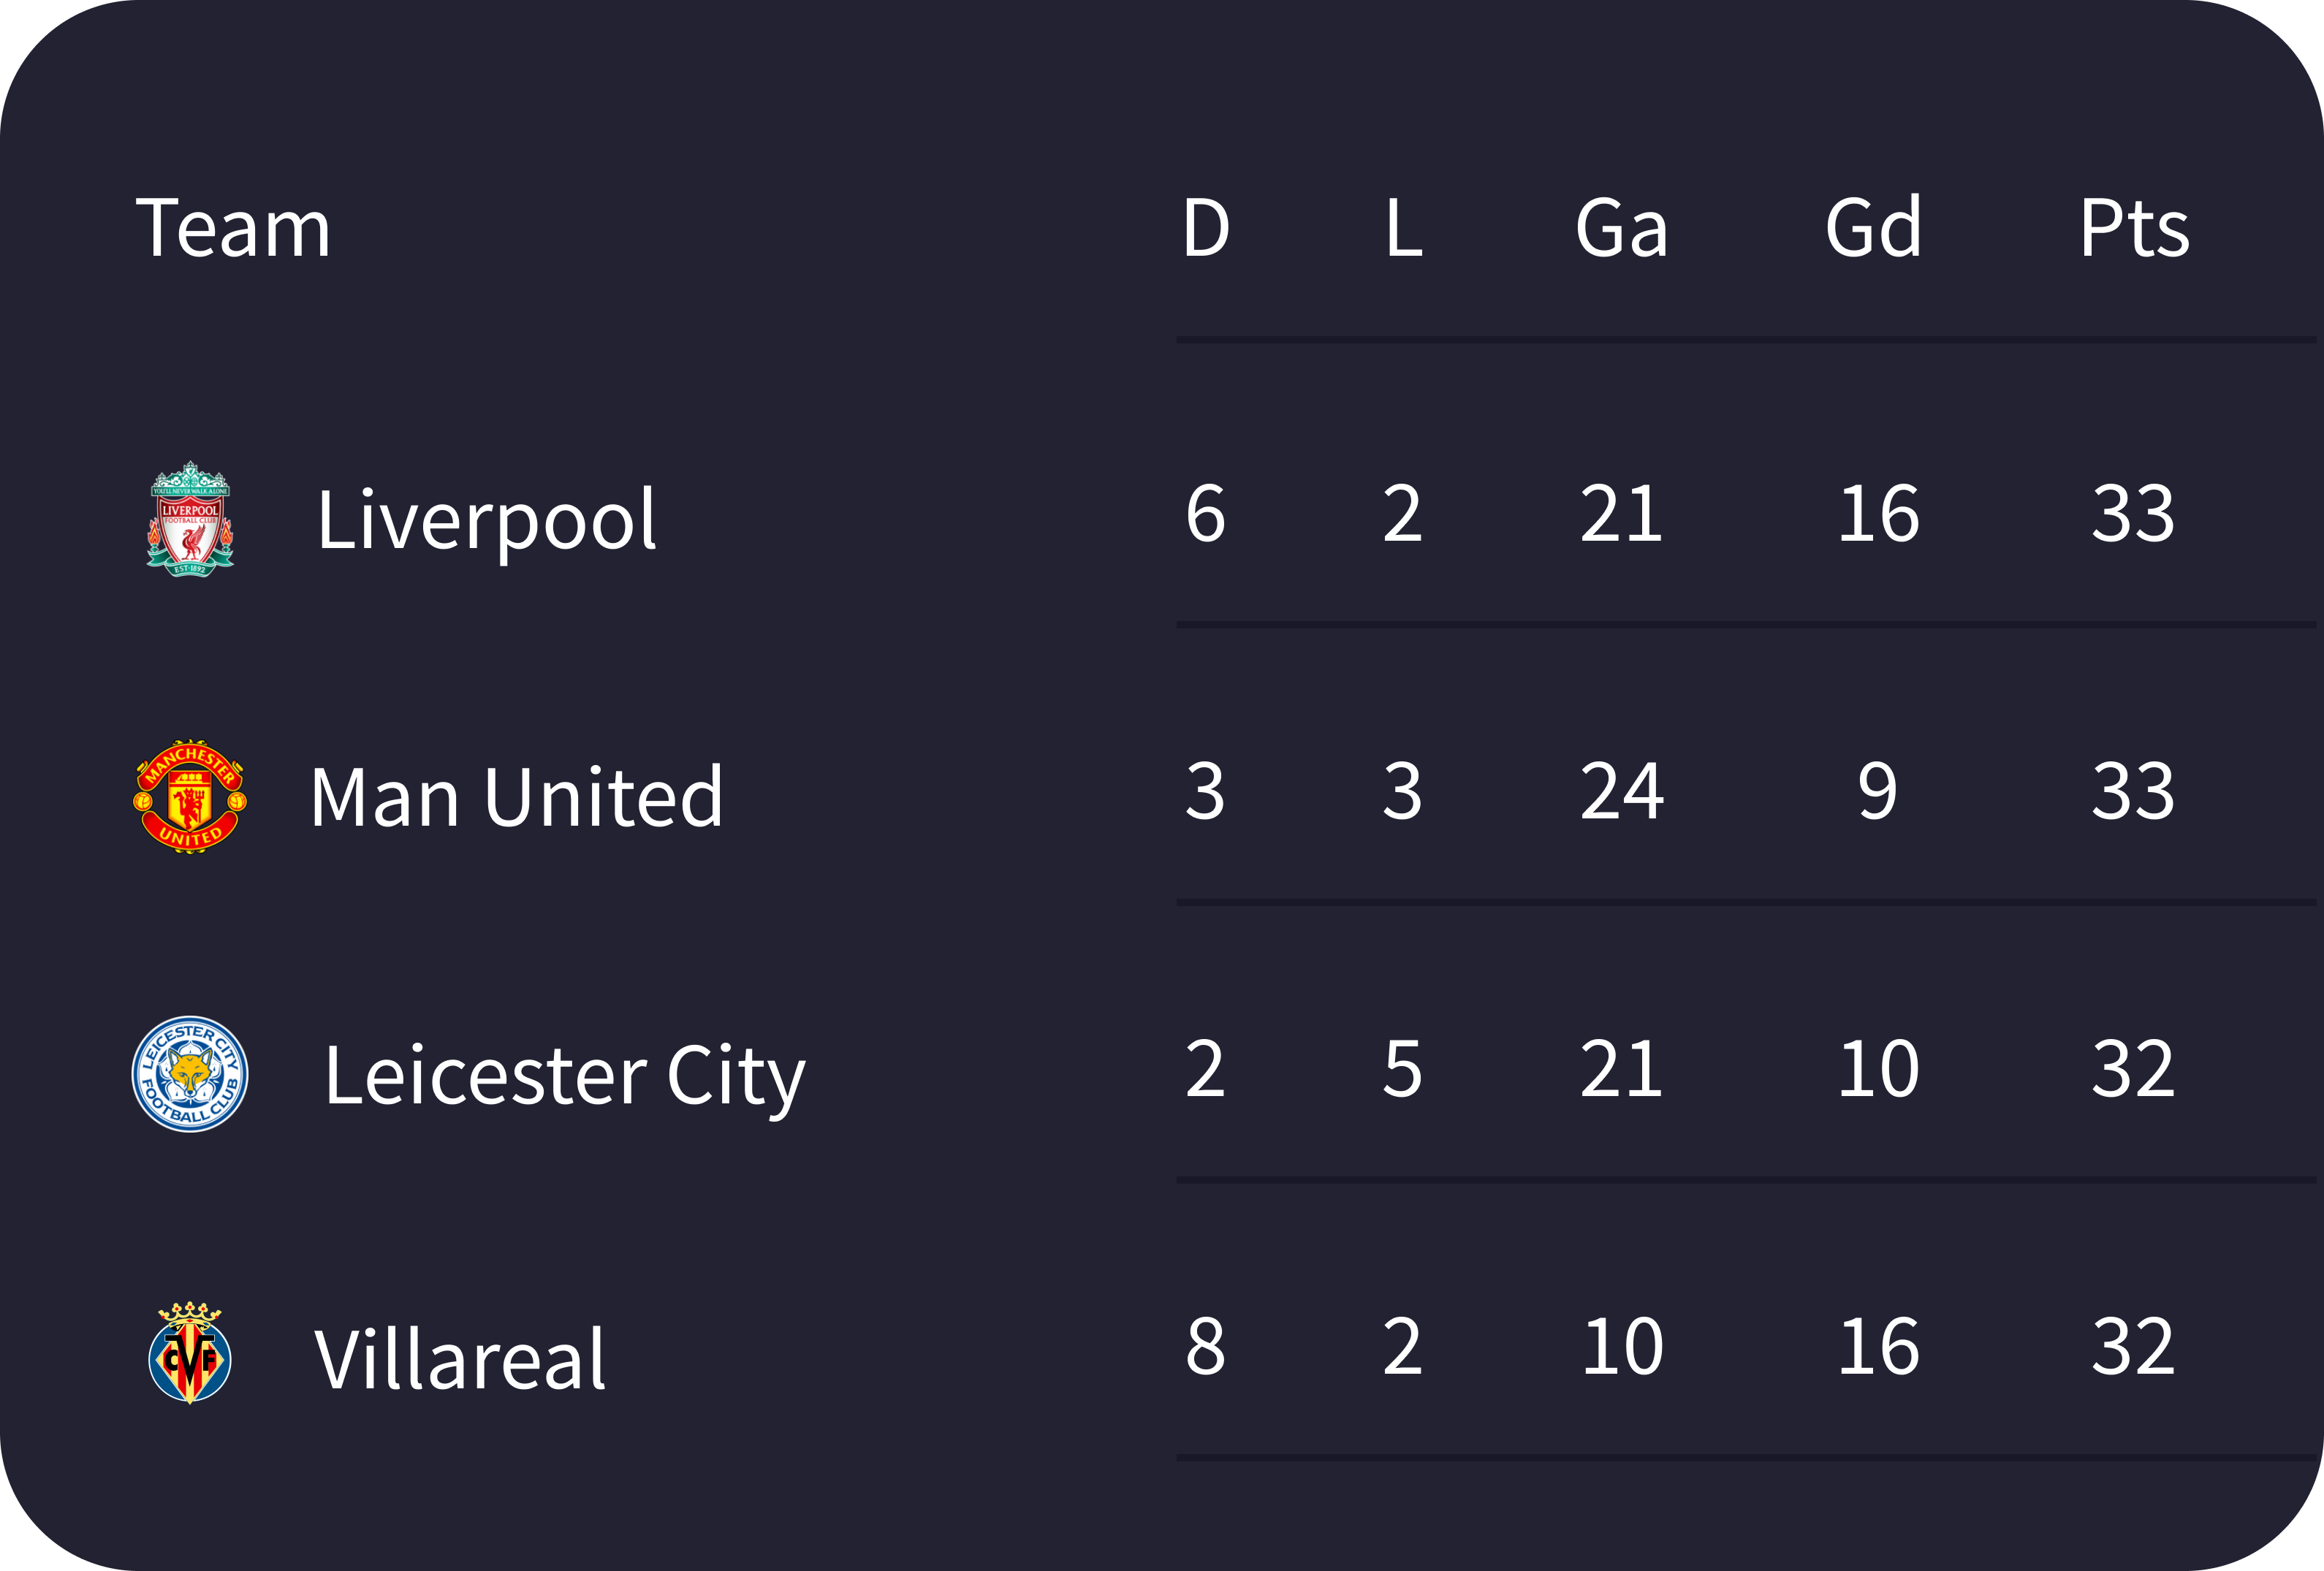 Team D L Ga Gd Pts
YOU'LL NEVER WALK ALONE
LIVERPOOL
FOOTBALL CLUB
EST·1892
Liverpool 6 2 21 16 33
MANCHESTER
UNITED
Man United 3 3 24 9 33
LEICESTER CITY
FOOTBALL CLUB
Leicester City 2 5 21 10 32
C V F
Villareal 8 2 10 16 32